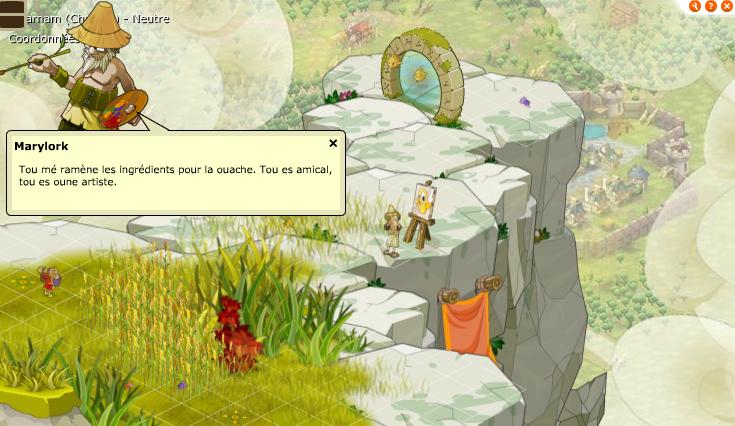 - Neutre
Marylork
Tou mé ramène les ingrédients pour la ouache. Tou es amical,
tou es oune artiste.